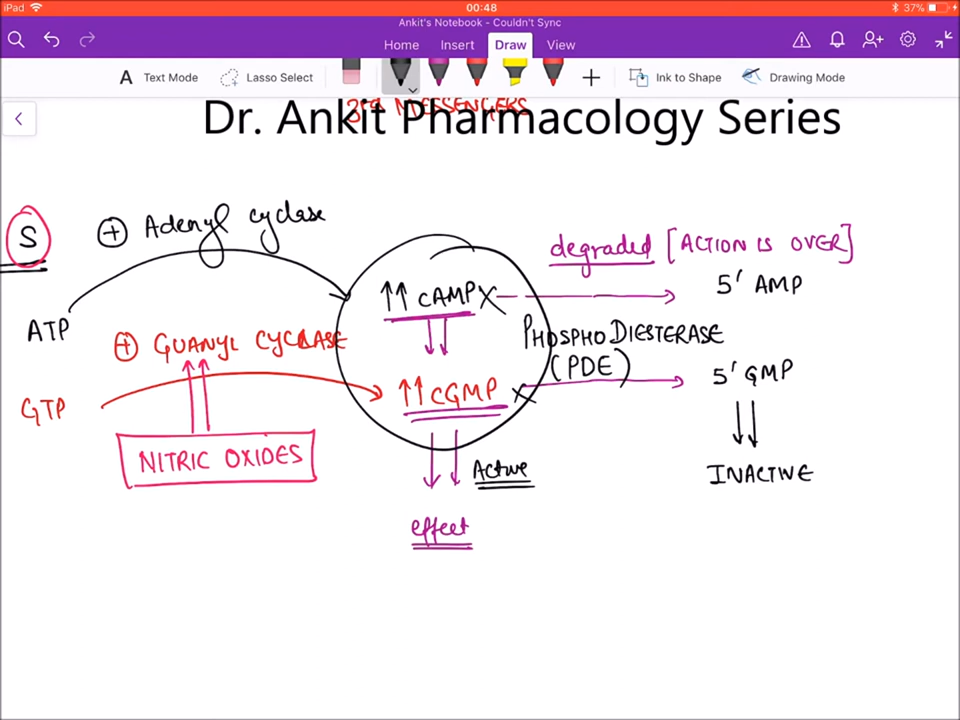 iPad
00:48
37%
Ankit's Notebook - Couldn't Sync
Home Insert Draw View
A Text Mode
Lasso Select
Ink to Shape
Drawing Mode
MESSENGERS
Dr. Ankit Pharmacology Series
S
+ Adenyl cyclase
degraded [ACTION IS OVER]
ATP
↑↑ CAMP X
5' AMP
+ GUANYL CYCLASE
PHOSPHODIESTERASE
(PDE)
GTP
↑↑ CGMP X
5' GMP
NITRIC OXIDES
Active
INACTIVE
effect